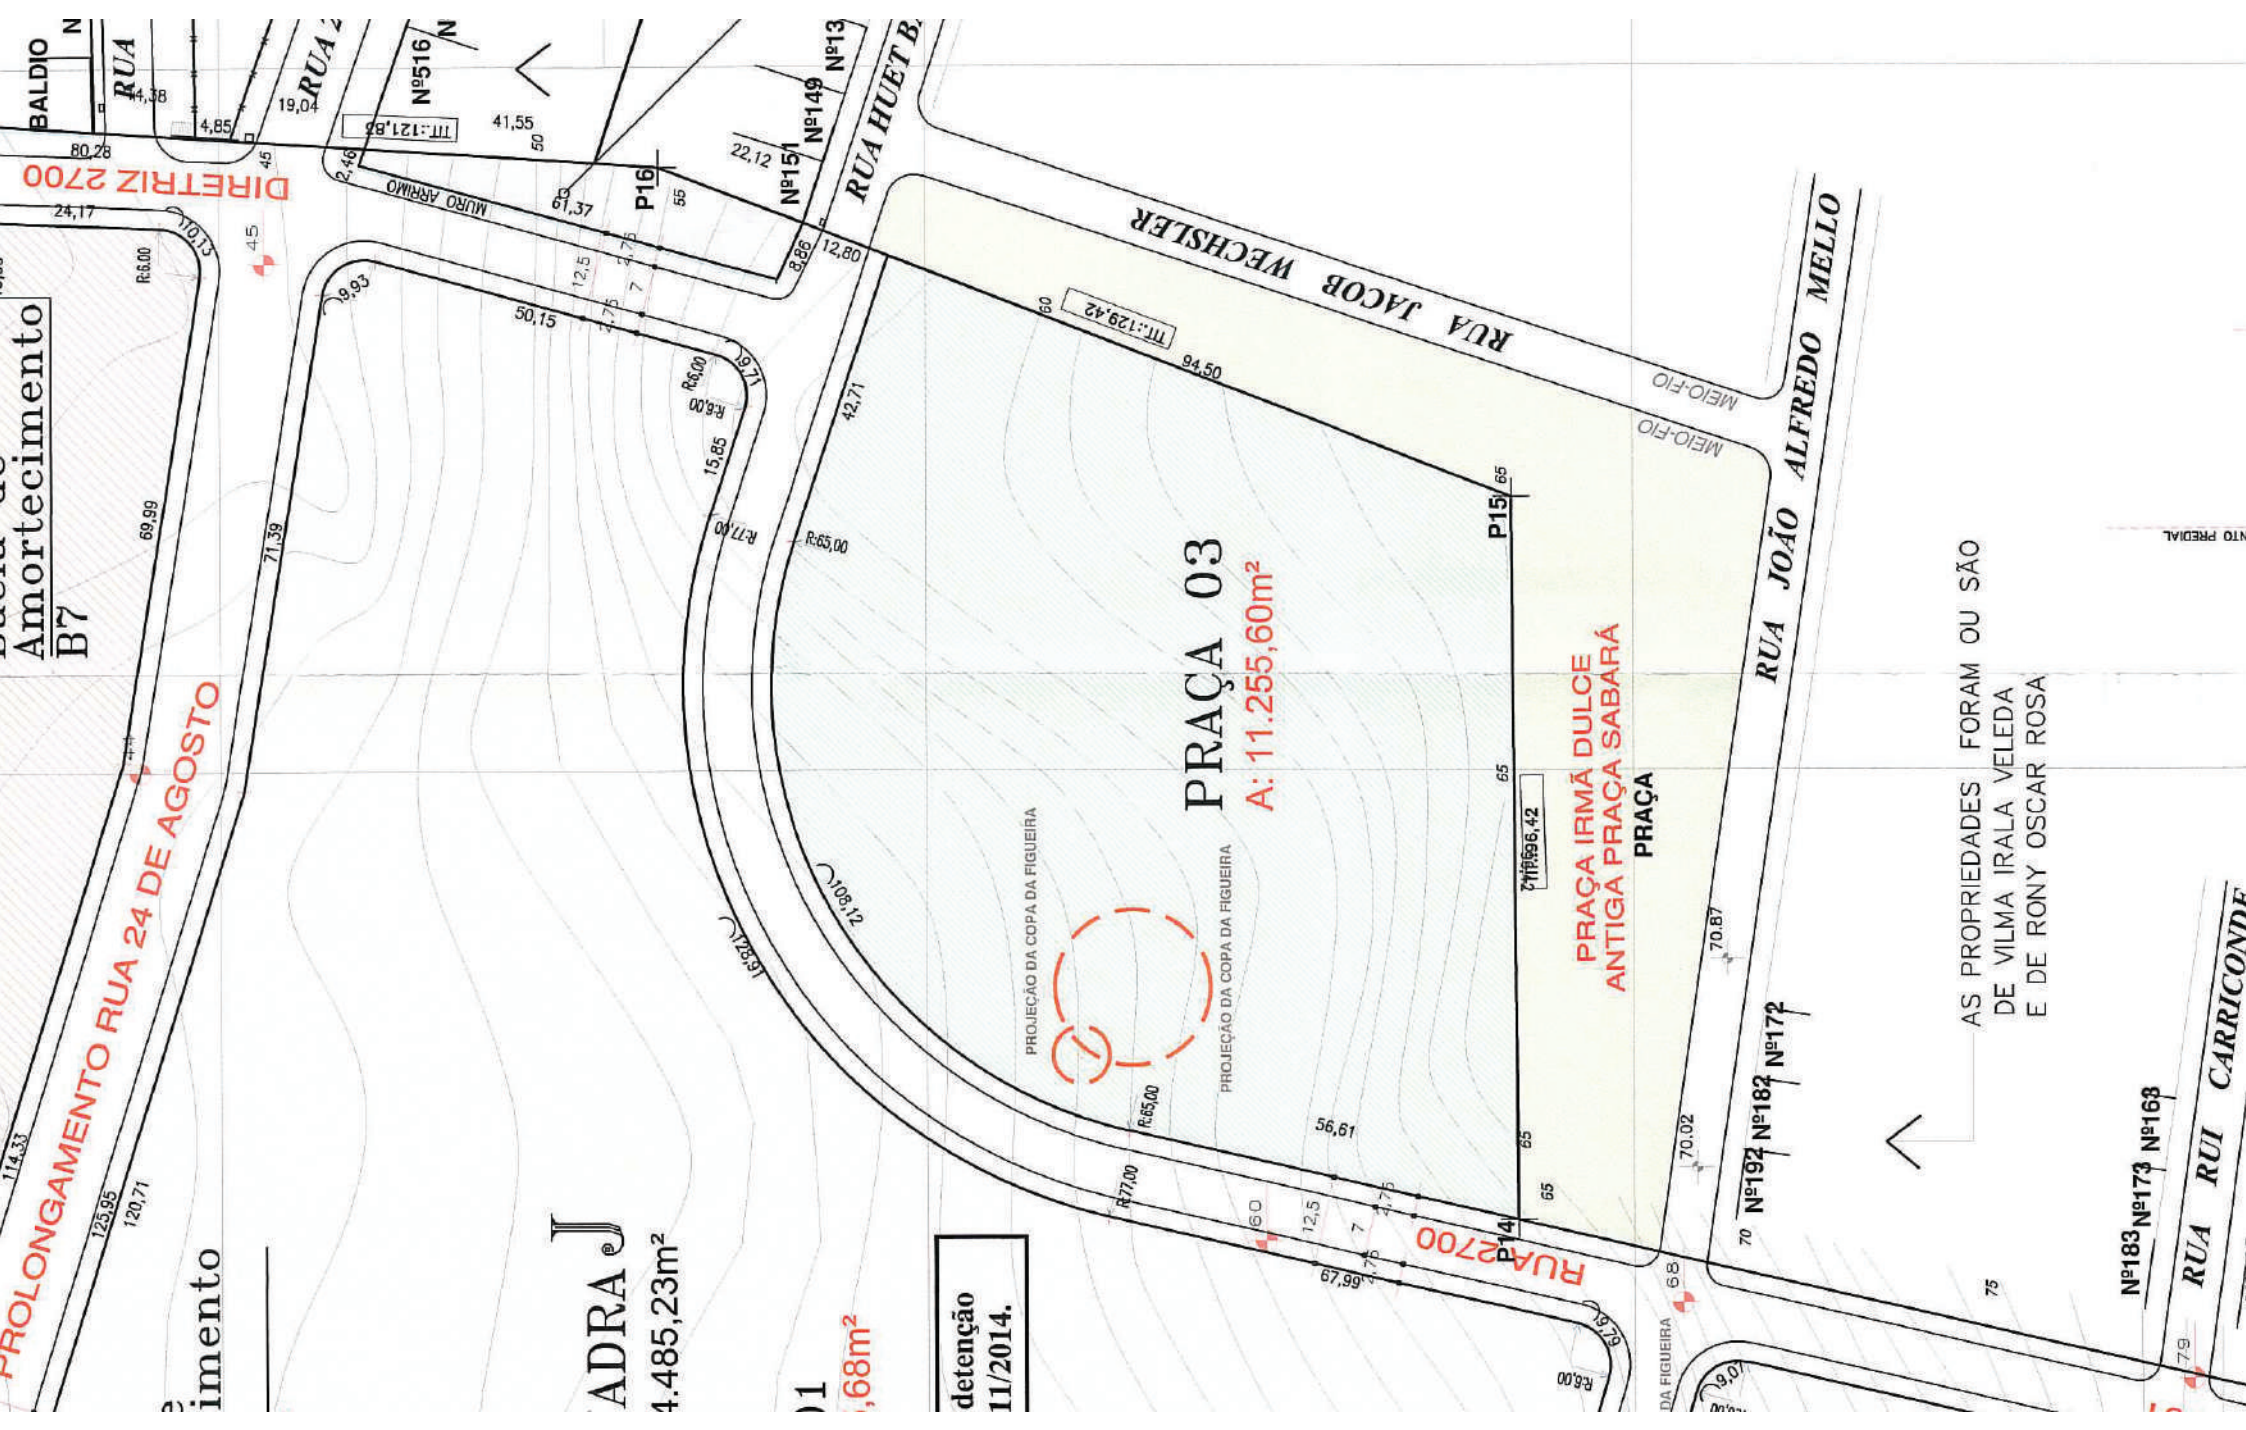 BALDIO
RUA
4,85
19,04
Nº516
TIT.:121,83
41,55
50
Nº149
Nº13
22,12
Nº151
80,28
DIRETRIZ 2700
45
2,46
MURO ARRIMO
61,37
P16
55
24,17
10,13
R:6.00
45
9,93
12,5
2,75
7
2,75
50,15
8,86
12,80
RUA JACOB WECHSLER
60
TIT.:129,42
94,50
RUA JOÃO ALFREDO MELLO
MEIO-FIO
MEIO-FIO
Amortecimento
B7
R:6,00
R:6,00
9,71
42,71
15,85
R:77,00
R:65,00
69,99
71,39
65
P15
PRAÇA 03
A: 11.255,60m²
PROLONGAMENTO RUA 24 DE AGOSTO
PROJEÇÃO DA COPA DA FIGUEIRA
PROJEÇÃO DA COPA DA FIGUEIRA
108,12
128,91
65
PRAÇA IRMÃ DULCE
ANTIGA PRAÇA SABARÁ
PRAÇA
70.87
AS PROPRIEDADES FORAM OU SÃO
DE VILMA IRALA VELEDA
E DE RONY OSCAR ROSA
R:65,00
R:77,00
56,61
65
65
70.02
Nº192
Nº182
Nº172
114,33
125,95
120,71
60
12,5
7
2,75
2,75
67,99
P14
RUA 2700
68
70
75
Nº183
Nº173
Nº163
RUA RUI CARRICONDE
79
imento
ADRA J
4.485,23m²
01
,68m²
detenção
11/2014.
9,79
R:6,00
DA FIGUEIRA
9,07